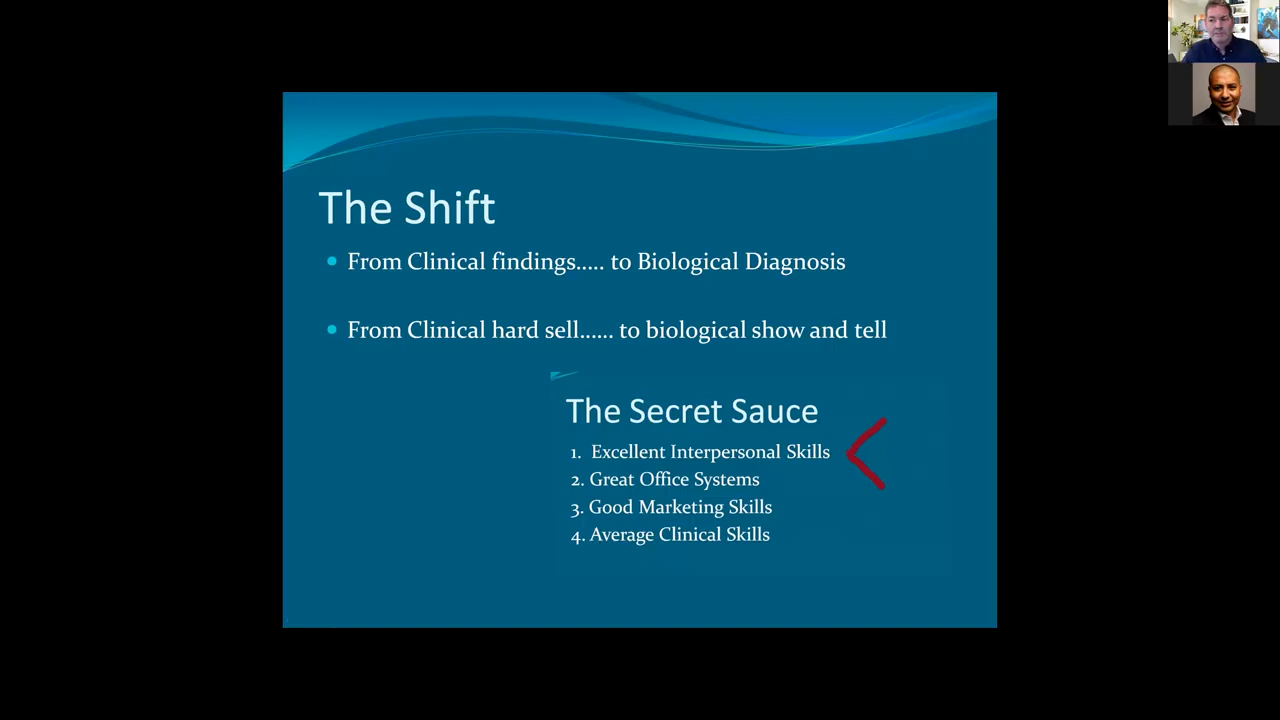 The Shift
From Clinical findings..... to Biological Diagnosis
From Clinical hard sell...... to biological show and tell
The Secret Sauce
1. Excellent Interpersonal Skills
2. Great Office Systems
3. Good Marketing Skills
4. Average Clinical Skills